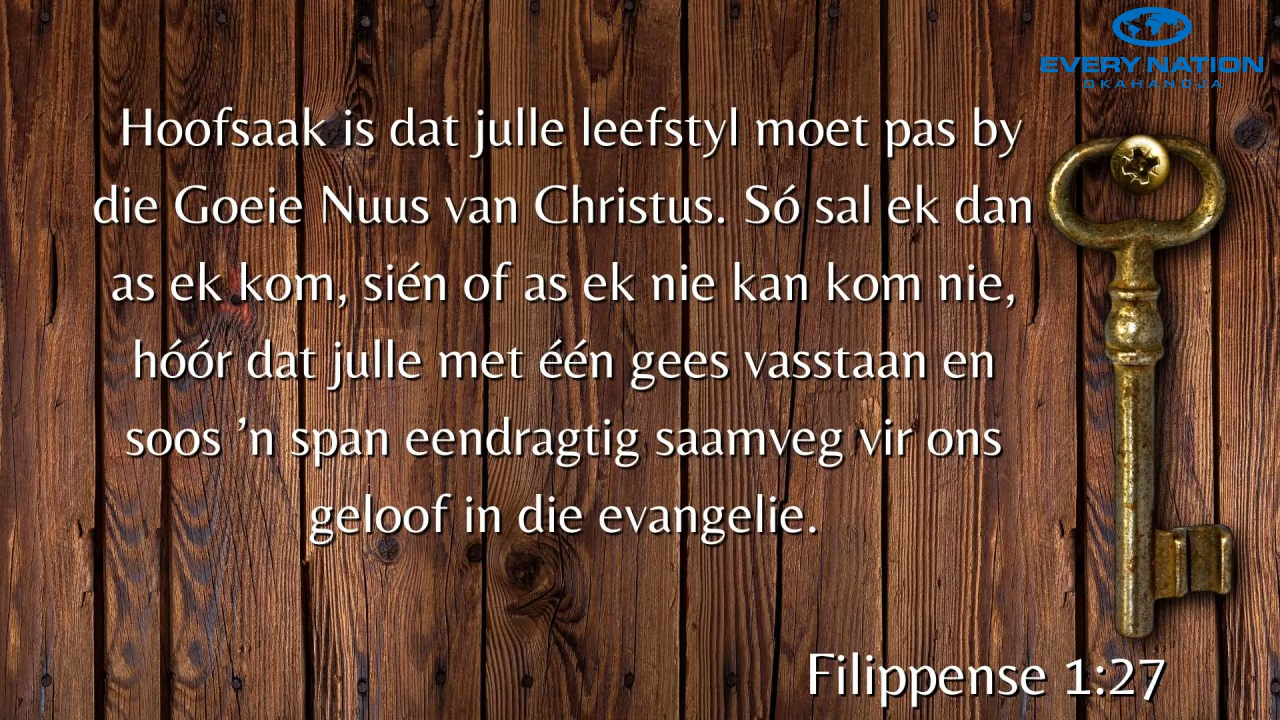 EVERY NATION
OKAHANDJA
Hoofsaak is dat julle leefstyl moet pas by
die Goeie Nuus van Christus. Só sal ek dan
as ek kom, sién of as ek nie kan kom nie,
hóór dat julle met één gees vasstaan en
soos ’n span eendragtig saamveg vir ons
geloof in die evangelie.
Filippense 1:27